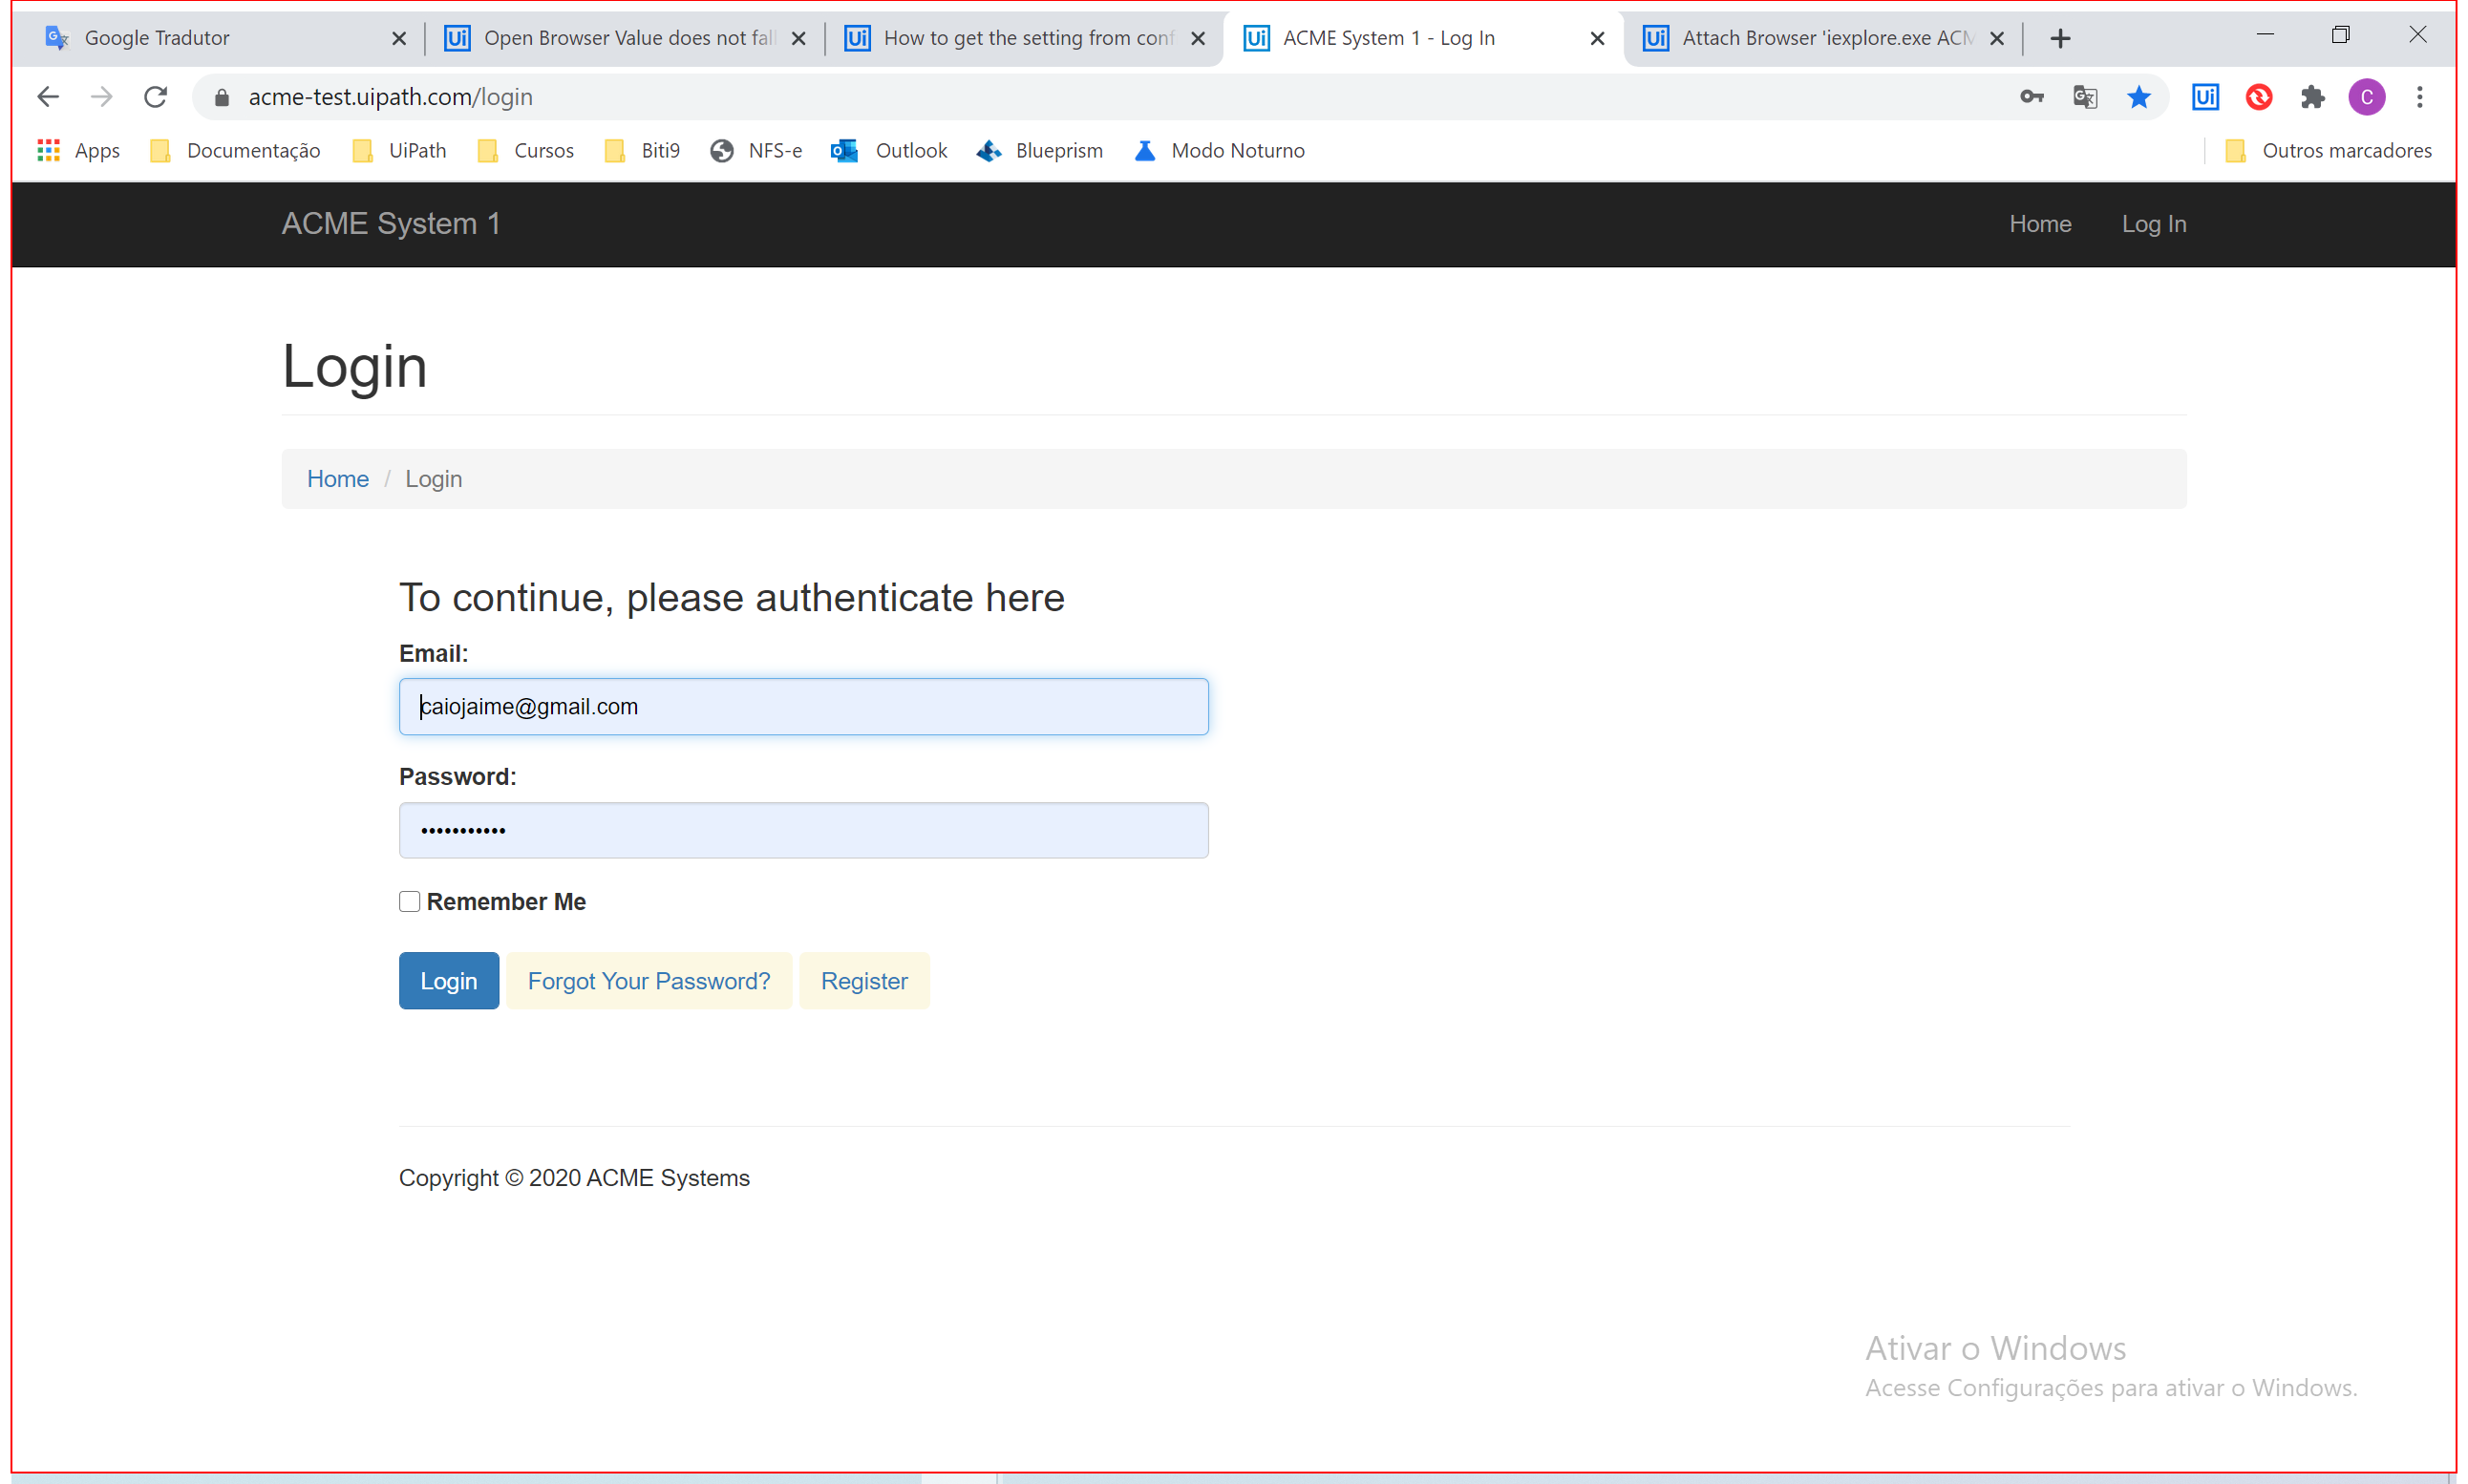 Google Tradutor
Ui Open Browser Value does not fall
Ui How to get the setting from conf
Ui ACME System 1 - Log In
Ui Attach Browser 'iexplore.exe ACM
acme-test.uipath.com/login
Ui
C
Apps Documentação UiPath Cursos Biti9 NFS-e Outlook Blueprism Modo Noturno Outros marcadores
ACME System 1 Home Log In
Login
Home / Login
To continue, please authenticate here
Email:
caiojaime@gmail.com
Password:
•••••••••••
Remember Me
Login Forgot Your Password? Register
Copyright © 2020 ACME Systems
Ativar o Windows
Acesse Configurações para ativar o Windows.